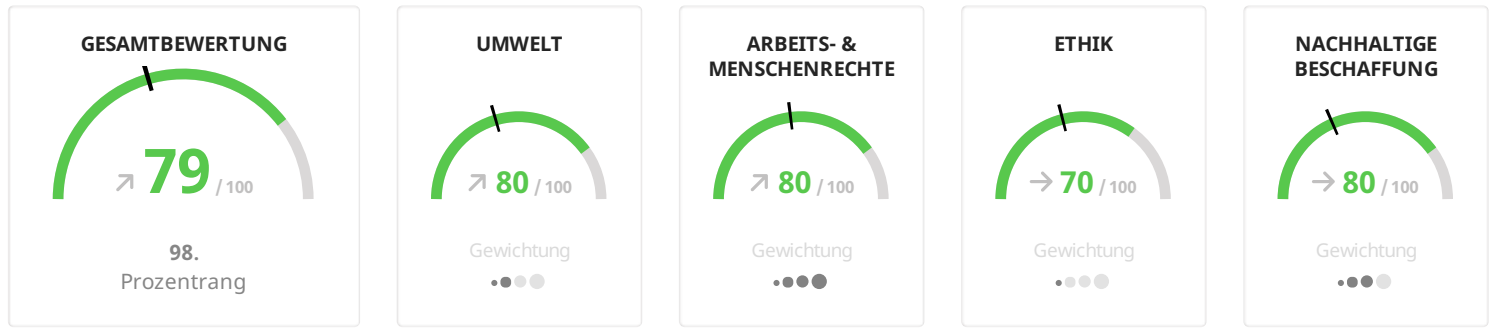 GESAMTBEWERTUNG
79 / 100
98.
Prozentrang
UMWELT
80 / 100
Gewichtung
ARBEITS- &
MENSCHENRECHTE
80 / 100
Gewichtung
ETHIK
70 / 100
Gewichtung
NACHHALTIGE
BESCHAFFUNG
80 / 100
Gewichtung